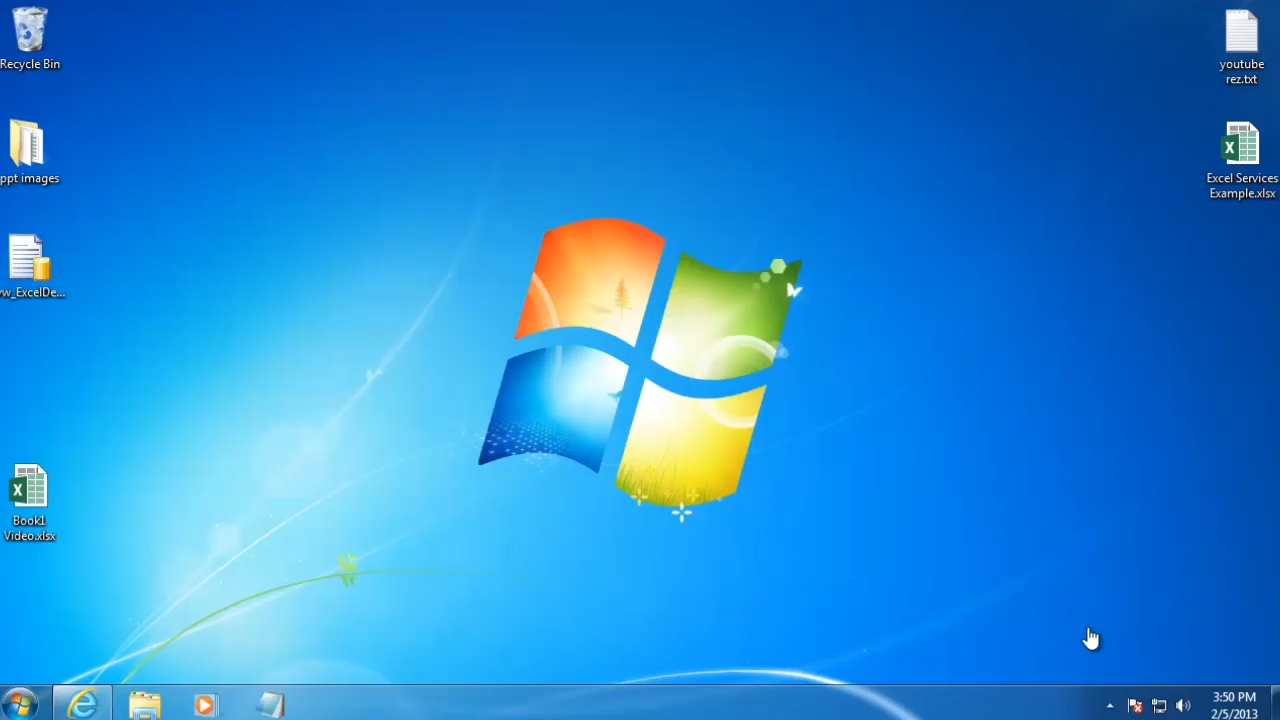 Recycle Bin
ppt images
vw_ExcelDe...
Book1
Video.xlsx
youtube
rez.txt
Excel Services
Example.xlsx
3:50 PM
2/5/2013